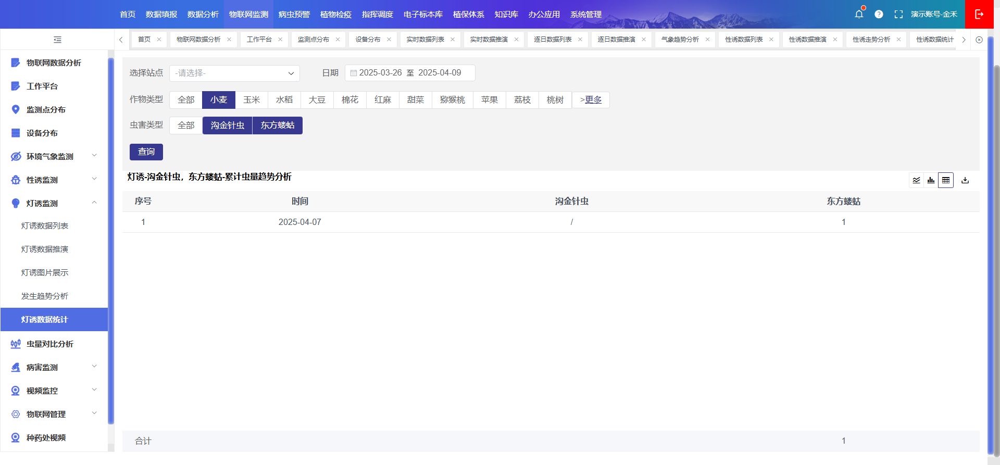 首页 数据填报 数据分析 物联网监测 病虫预警 植物检疫 指挥调度 电子标本库 植保体系 知识库 办公应用 系统管理 演示账号-金禾
首页 物联网数据分析 工作平台 监测点分布 设备分布 实时数据列表 实时数据推演 逐日数据列表 逐日数据推演 气象趋势分析 性诱数据列表 性诱数据推演 性诱走势分析 性诱数据统计
物联网数据分析
工作平台
监测点分布
设备分布
环境气象监测
性诱监测
灯诱监测
灯诱数据列表
灯诱数据推演
灯诱图片展示
发生趋势分析
灯诱数据统计
虫量对比分析
病害监测
视频监控
物联网管理
种药处视频
选择站点 -请选择- 日期 2025-03-26 至 2025-04-09
作物类型 全部 小麦 玉米 水稻 大豆 棉花 红麻 甜菜 猕猴桃 苹果 荔枝 桃树 >更多
虫害类型 全部 沟金针虫 东方蝼蛄
查询
灯诱-沟金针虫，东方蝼蛄-累计虫量趋势分析
序号 时间 沟金针虫 东方蝼蛄
1 2025-04-07 / 1
合计 1